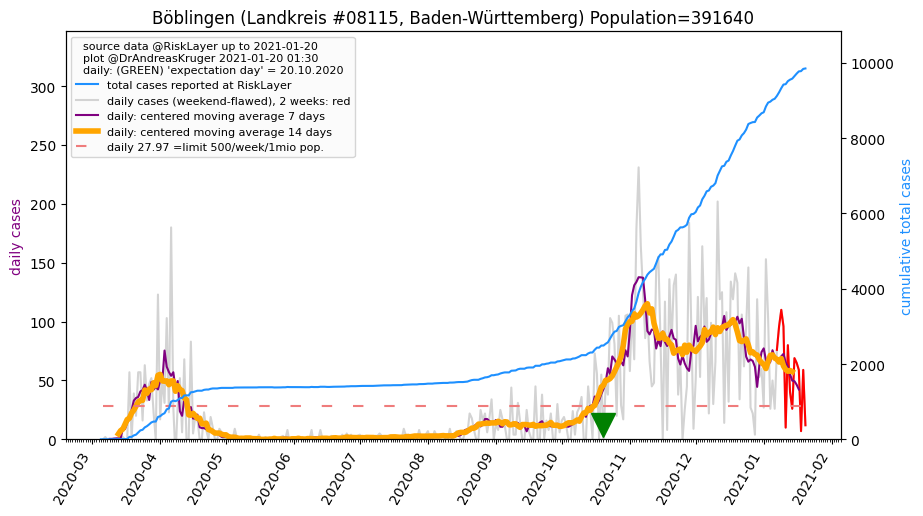 Böblingen (Landkreis #08115, Baden-Württemberg) Population=391640
source data @RiskLayer up to 2021-01-20
plot @DrAndreasKruger 2021-01-20 01:30
daily: (GREEN) 'expectation day' = 20.10.2020
total cases reported at RiskLayer
daily cases (weekend-flawed), 2 weeks: red
daily: centered moving average 7 days
daily: centered moving average 14 days
daily 27.97 =limit 500/week/1mio pop.
daily cases
300
250
200
150
100
50
0
cumulative total cases
10000
8000
6000
4000
2000
0
2020-03
2020-04
2020-05
2020-06
2020-07
2020-08
2020-09
2020-10
2020-11
2020-12
2021-01
2021-02